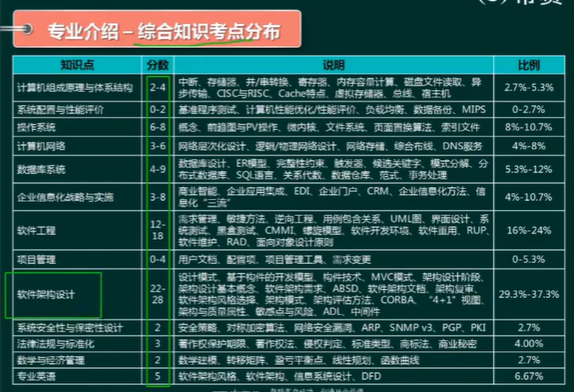 专业介绍 – 综合知识考点分布
知识点 分数 说明 比例
计算机组成原理与体系结构 2-4 中断、存储器、并/串转换、寄存器、内存容量计算、磁盘文件读取、异 2.7%-5.3%
步传输、CISC与RISC、Cache特点、虚拟存储器、总线、宿主机
系统配置与性能评价 0-2 基准程序测试、计算机性能优化/性能评价、负载均衡、数据备份、MIPS 0-2.7%
操作系统 6-8 概念、前趋图与PV操作、微内核、文件系统、页面置换算法、索引文件 8%-10.7%
计算机网络 3-6 网络层次化设计、逻辑/物理网络设计、网络存储、综合布线、DNS服务 4%-8%
数据库系统 4-9 数据库设计、ER模型、完整性约束、触发器、候选关键字、模式分解、分 5.3%-12%
布式数据库、SQL语言、关系代数、数据仓库、范式、事务处理
企业信息化战略与实施 3-8 商业智能、企业应用集成、EDI、企业门户、CRM、企业信息化方法、信 4%-10.7%
息化“三流”
软件工程 12-18 需求管理、敏捷方法、逆向工程、用例包含关系、UML图、界面设计、系 16%-24%
统测试、黑盒测试、CMMI、螺旋模型、软件开发环境、软件重用、RUP、
软件维护、RAD、面向对象设计原则
项目管理 0-4 用户文档、配置项、项目管理工具、需求变更 0-5.3%
软件架构设计 22-28 设计模式、基于构件的开发模型、构件技术、MVC模式、架构设计阶段、 29.3%-37.3%
架构设计基本概念、软件架构需求、ABSD、软件架构文档、架构复审、
软件架构风格选择、架构模式、架构评估方法、CORBA、“4+1”视图、
架构与质量属性、敏感点与风险、ADL、中间件
系统安全性与保密性设计 2 安全策略、对称加密算法、网络安全漏洞、ARP、SNMP v3、PGP、PKI 2.7%
法律法规与标准化 3 著作权保护期限、著作权法、侵权判定、标准类型、商标法、商业秘密 4.00%
数学与经济管理 2 数学建模、转移矩阵、盈亏平衡点、线性规划、函数曲线 2.7%
专业英语 5 软件架构风格、软件架构、信息系统设计、DFD 6.67%